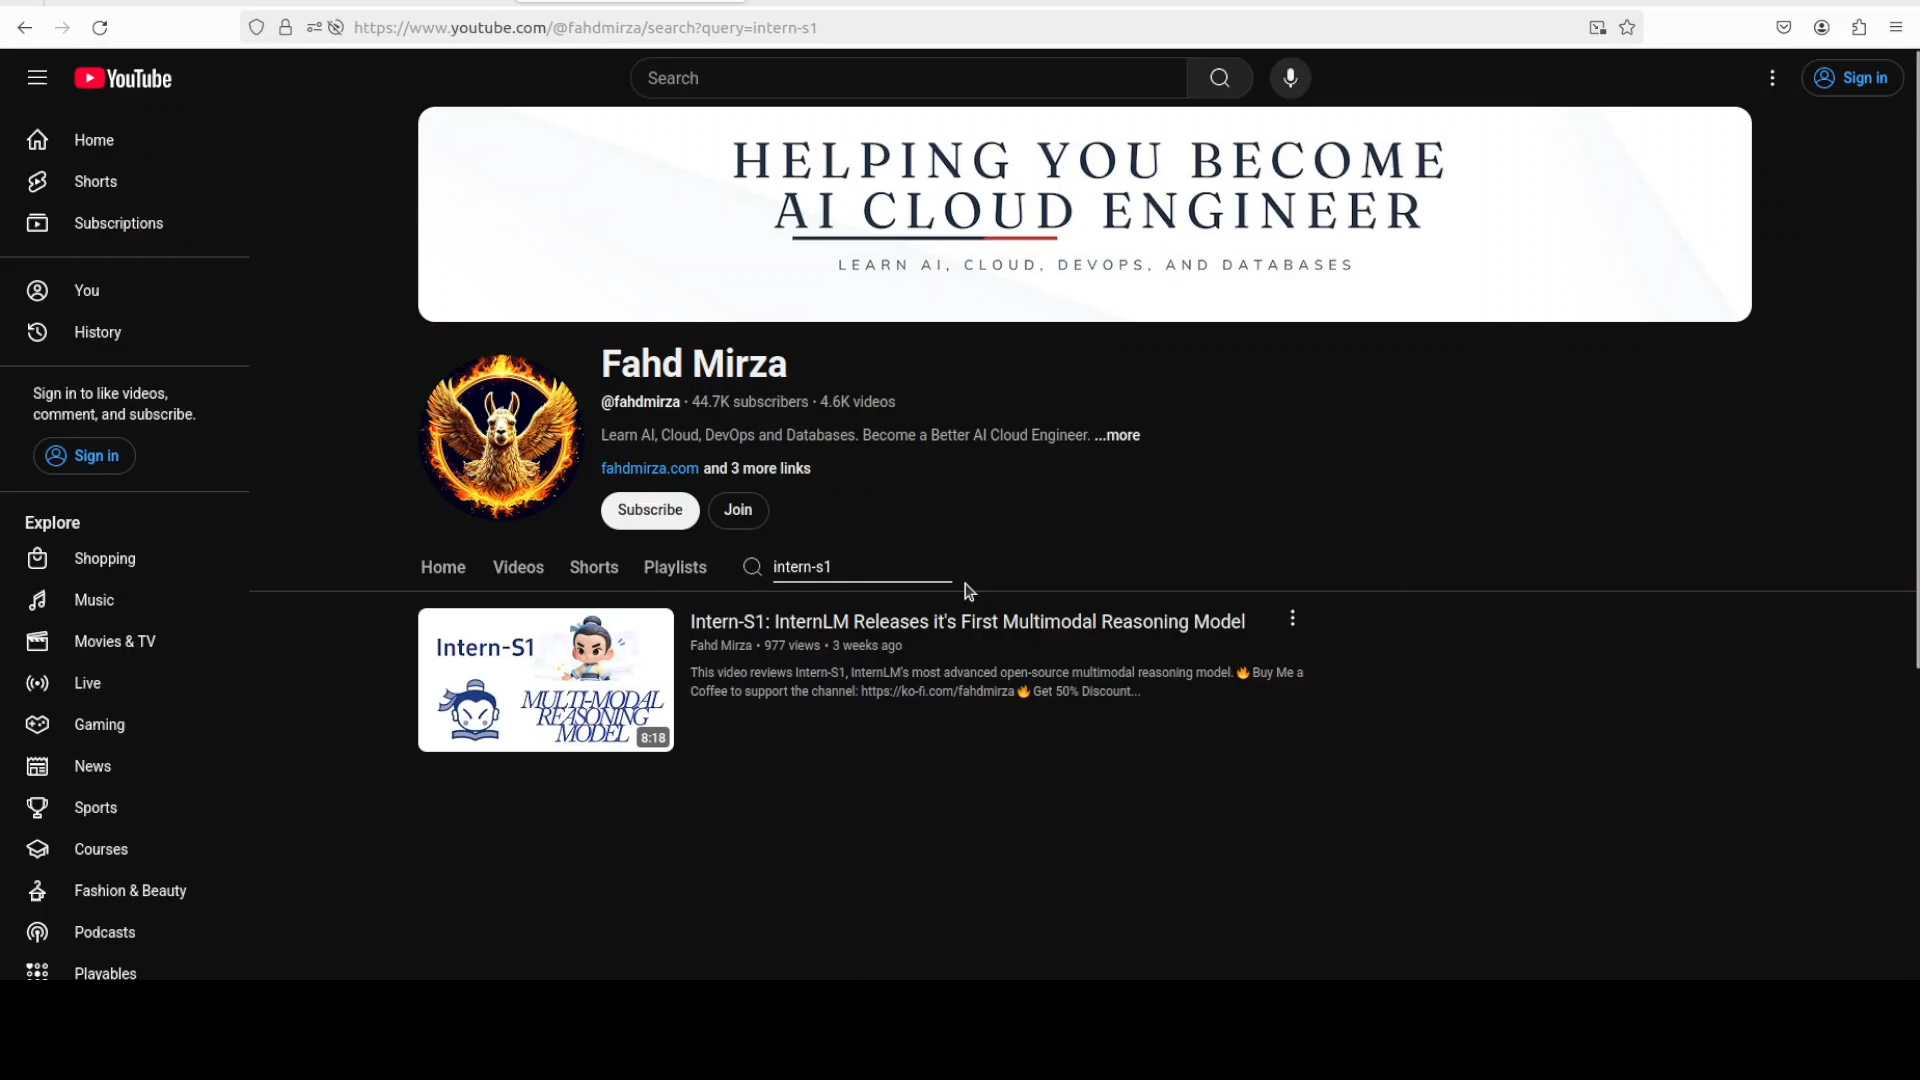 https://www.youtube.com/@fahdmirza/search?query=intern-s1
YouTube
Search
Sign in
Home
Shorts
Subscriptions
You
History
Sign in to like videos,
comment, and subscribe.
Sign in
Explore
Shopping
Music
Movies & TV
Live
Gaming
News
Sports
Courses
Fashion & Beauty
Podcasts
Playables
HELPING YOU BECOME
AI CLOUD ENGINEER
LEARN AI, CLOUD, DEVOPS, AND DATABASES
Fahd Mirza
@fahdmirza · 44.7K subscribers · 4.6K videos
Learn AI, Cloud, DevOps and Databases. Become a Better AI Cloud Engineer. ...more
fahdmirza.com and 3 more links
Subscribe Join
Home Videos Shorts Playlists intern-s1
Intern-S1
MULTI-MODAL
REASONING
MODEL
8:18
Intern-S1: InternLM Releases it's First Multimodal Reasoning Model
Fahd Mirza • 977 views • 3 weeks ago
This video reviews Intern-S1, InternLM's most advanced open-source multimodal reasoning model. 🔥 Buy Me a
Coffee to support the channel: https://ko-fi.com/fahdmirza 🔥 Get 50% Discount...